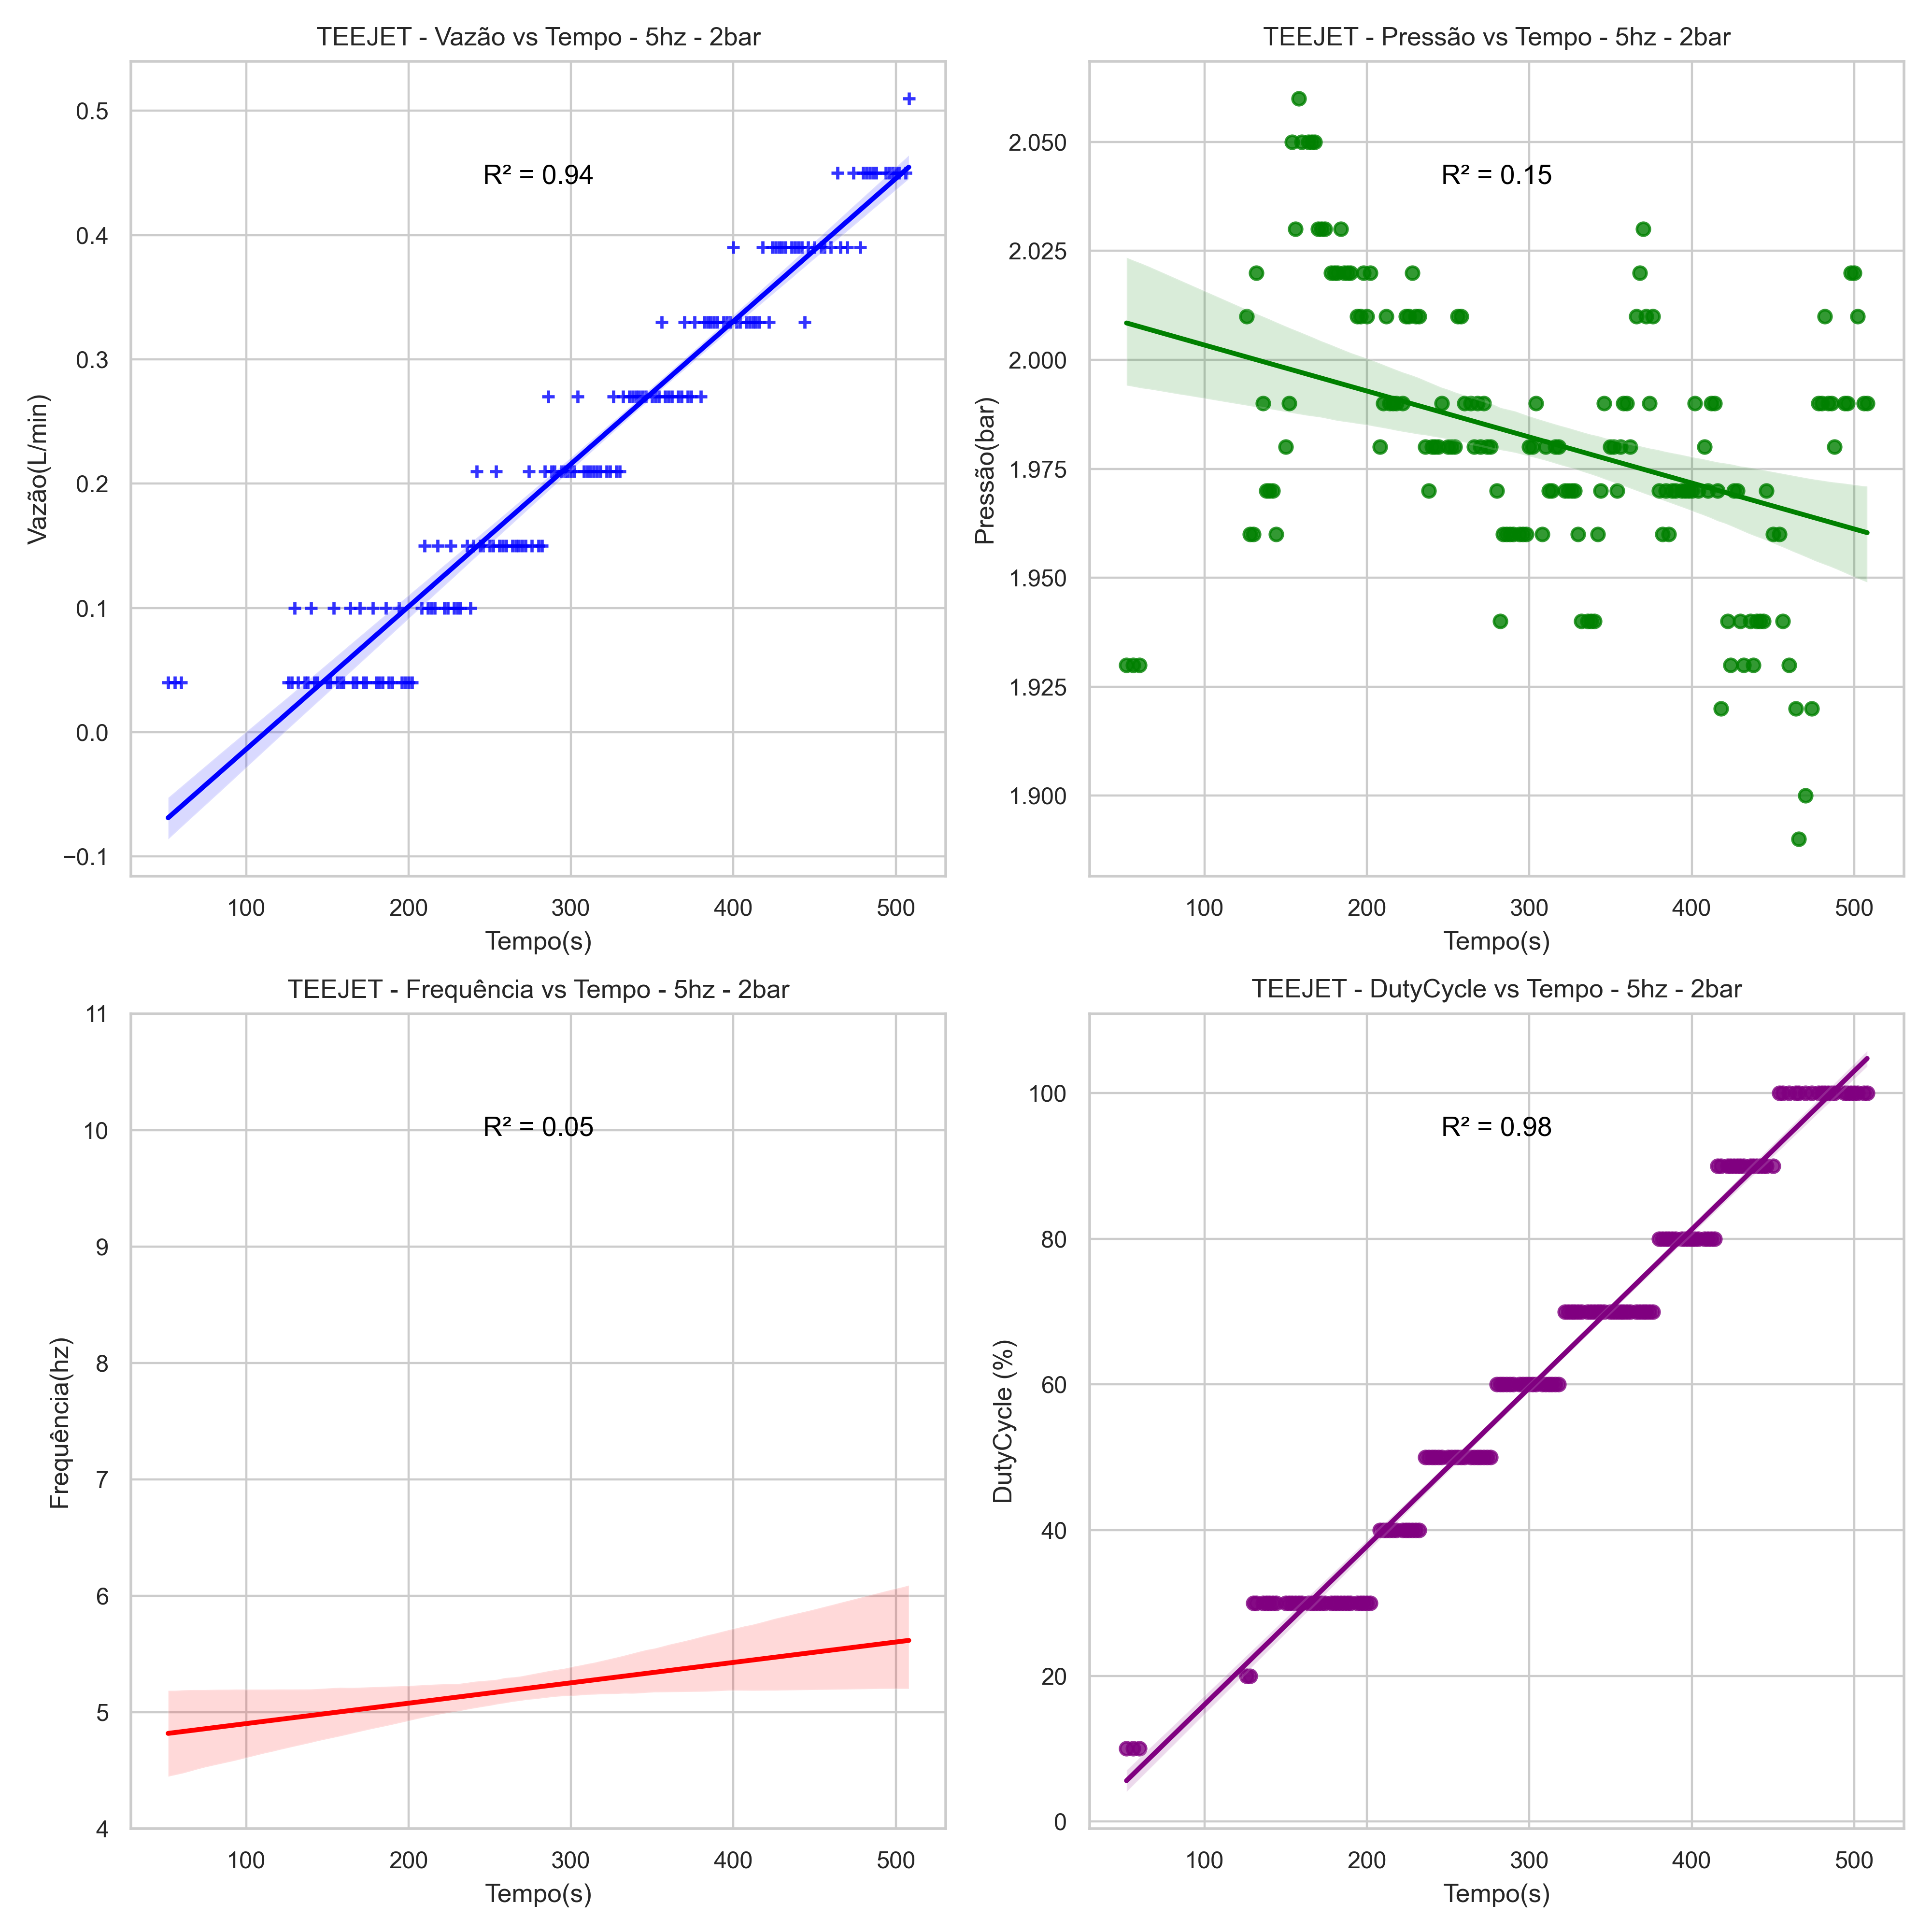 TEEJET - Vazão vs Tempo - 5hz - 2bar
Vazão(L/min)
0.5
0.4
0.3
0.2
0.1
0.0
−0.1
R² = 0.94
100 200 300 400 500
Tempo(s)
TEEJET - Pressão vs Tempo - 5hz - 2bar
Pressão(bar)
2.050
2.025
2.000
1.975
1.950
1.925
1.900
R² = 0.15
100 200 300 400 500
Tempo(s)
TEEJET - Frequência vs Tempo - 5hz - 2bar
Frequência(hz)
11
10
9
8
7
6
5
4
R² = 0.05
100 200 300 400 500
Tempo(s)
TEEJET - DutyCycle vs Tempo - 5hz - 2bar
DutyCycle (%)
100
80
60
40
20
0
R² = 0.98
100 200 300 400 500
Tempo(s)